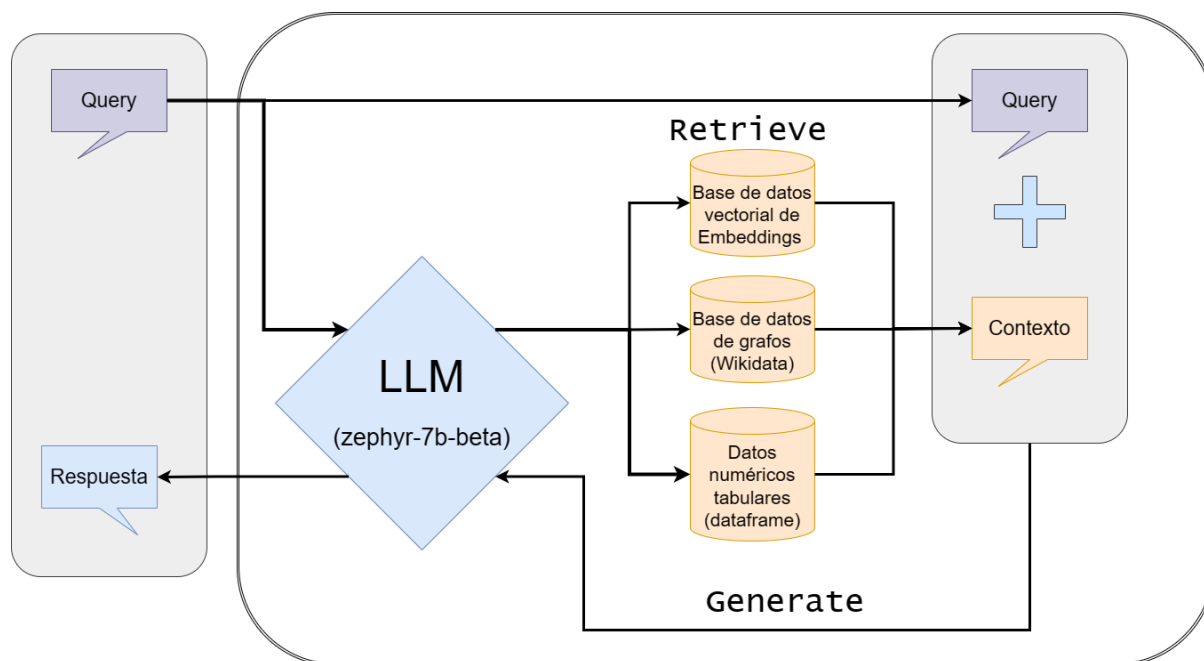 Query
Query
Retrieve
Base de datos
vectorial de
Embeddings
Base de datos
de grafos
(Wikidata)
Contexto
LLM
(zephyr-7b-beta)
Datos
numéricos
tabulares
(dataframe)
Respuesta
Generate